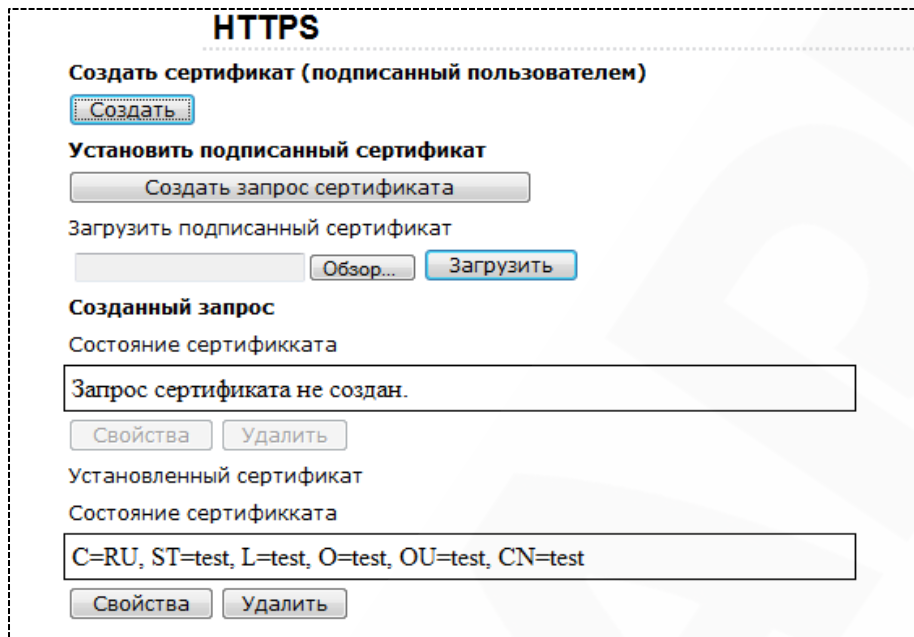 HTTPS
Создать сертификат (подписанный пользователем)
Создать
Установить подписанный сертификат
Создать запрос сертификата
Загрузить подписанный сертификат
Обзор... Загрузить
Созданный запрос
Состояние сертификката
Запрос сертификата не создан.
Свойства Удалить
Установленный сертификат
Состояние сертификката
C=RU, ST=test, L=test, O=test, OU=test, CN=test
Свойства Удалить